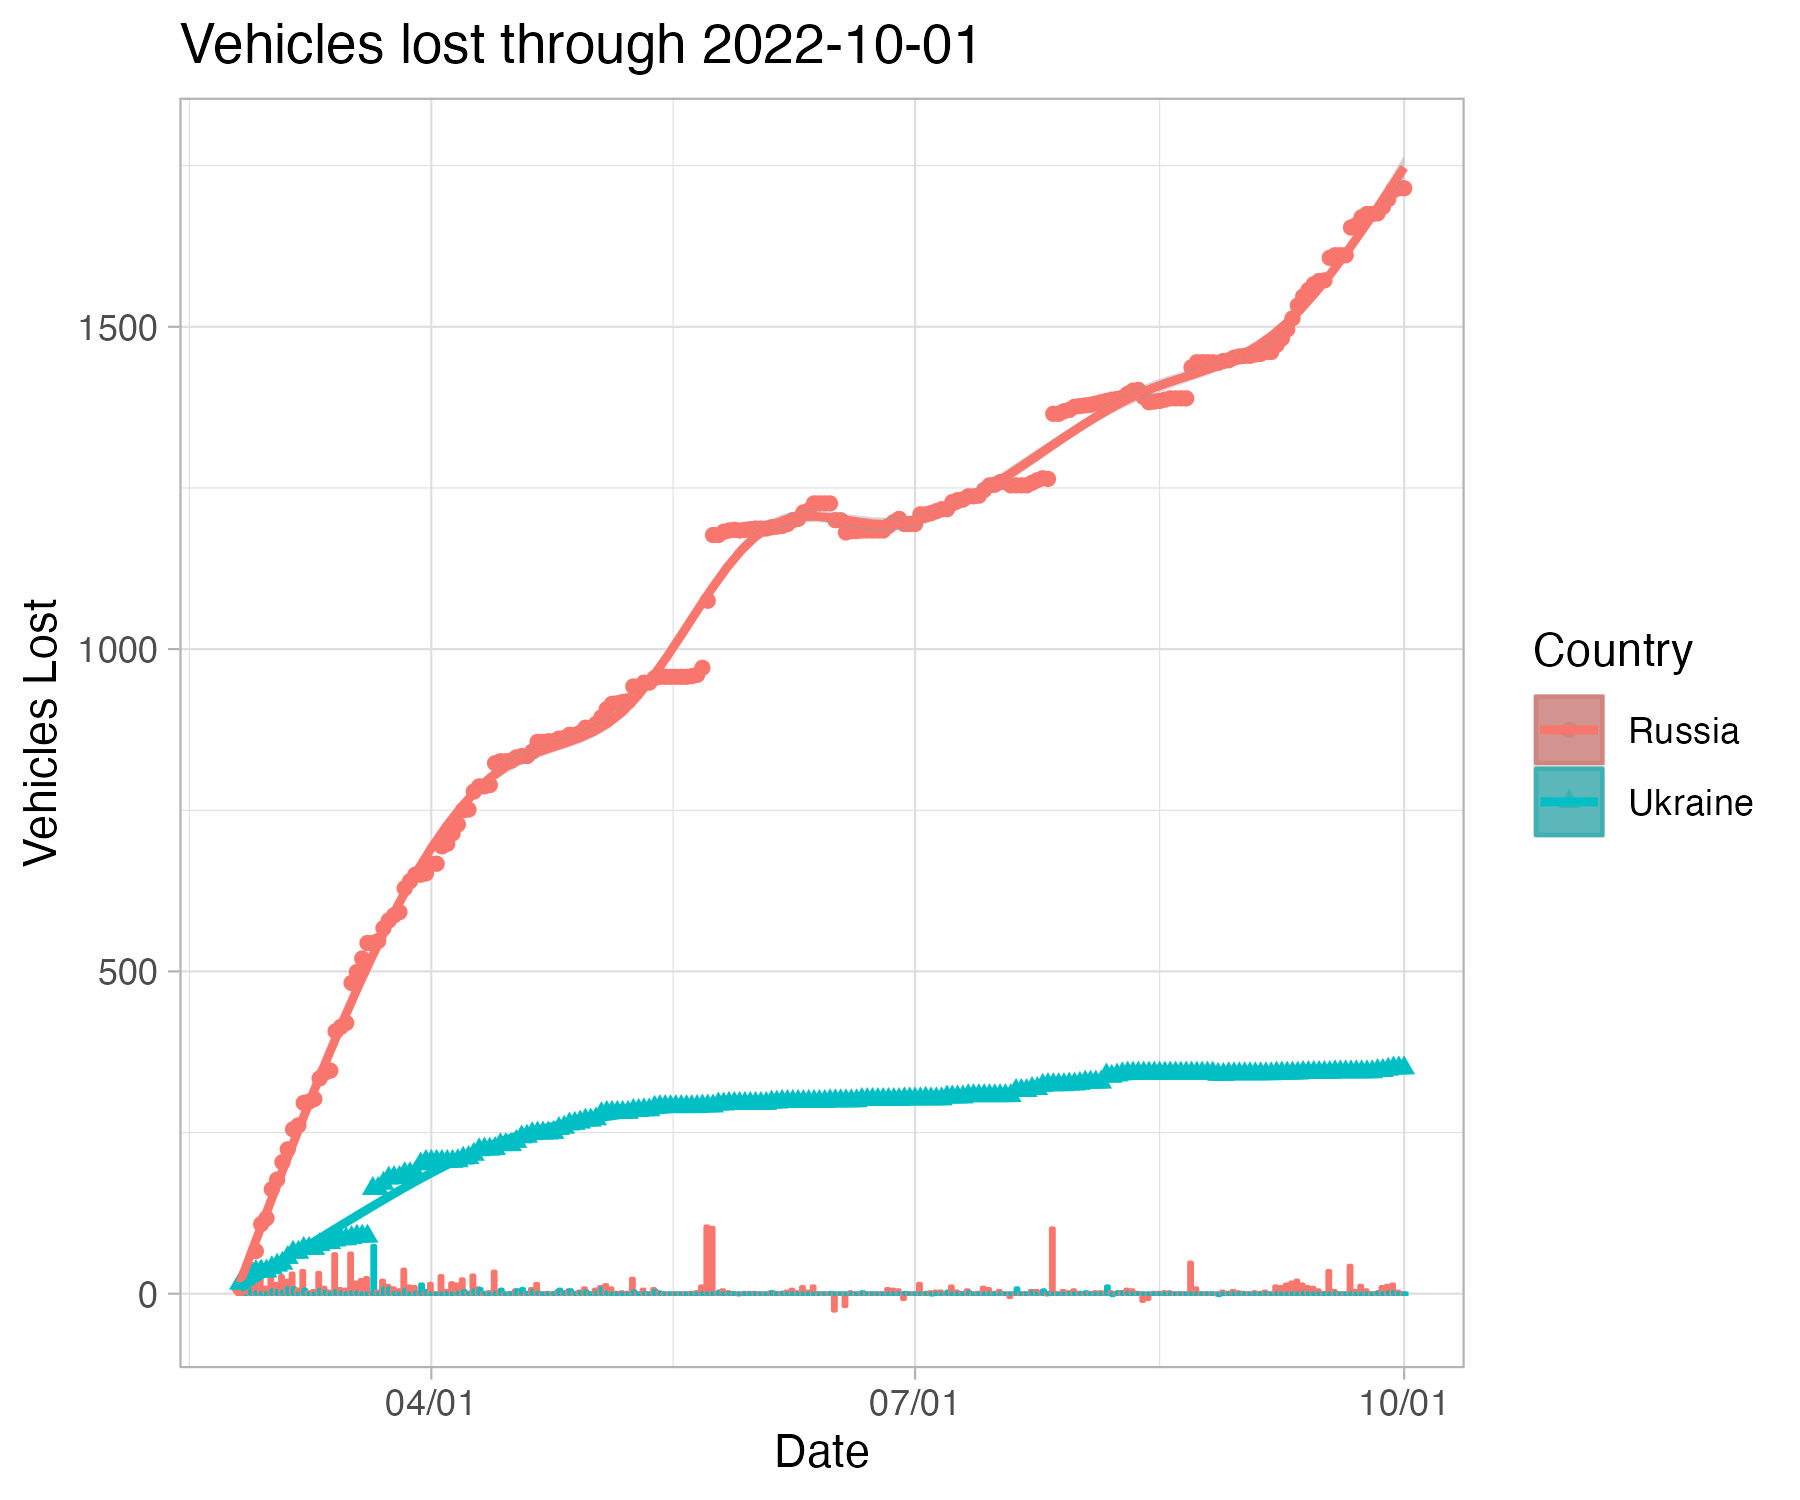 Vehicles lost through 2022-10-01
Vehicles Lost
1500
1000
500
0
04/01
07/01
10/01
Date
Country
Russia
Ukraine